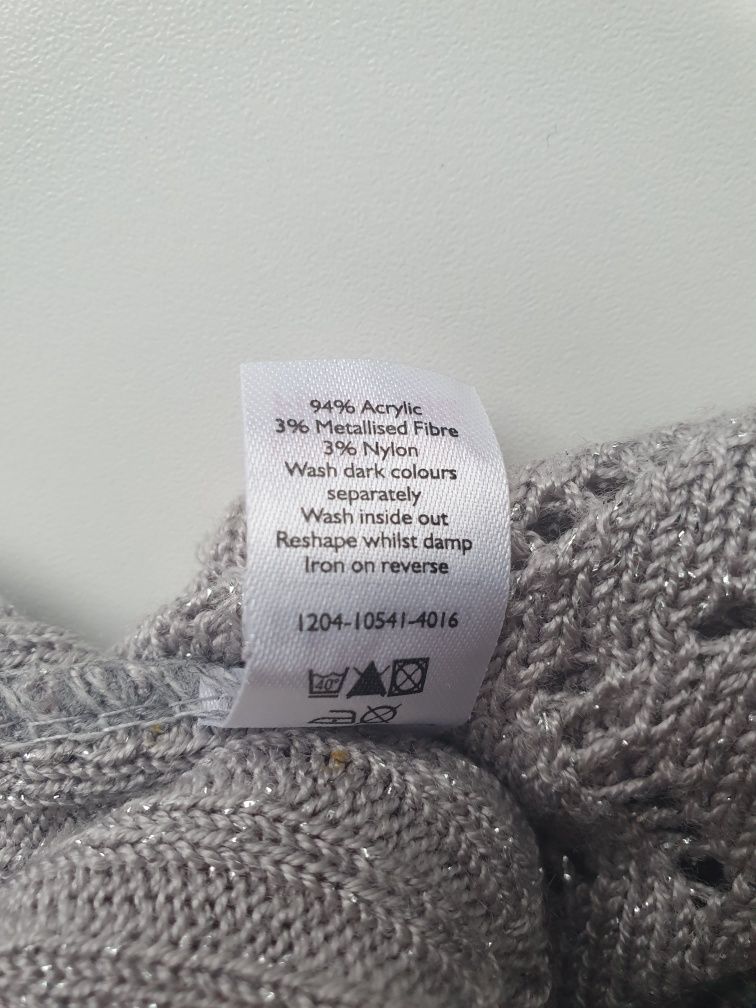 94% Acrylic
3% Metallised Fibre
3% Nylon
Wash dark colours
separately
Wash inside out
Reshape whilst damp
Iron on reverse
1204-10541-4016
40°